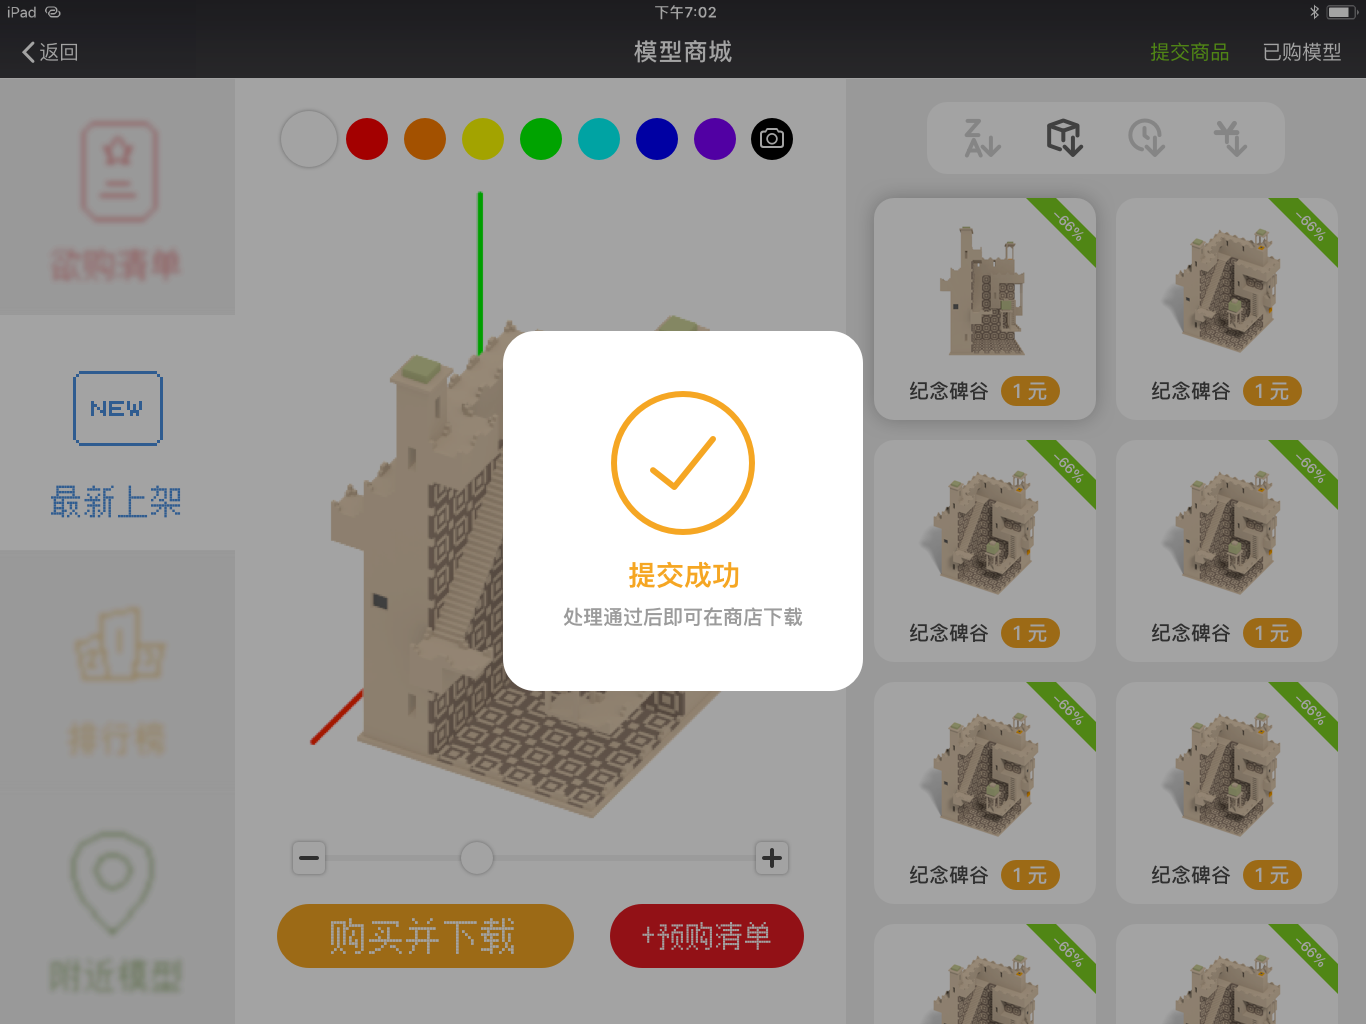 iPad
下午7:02
返回
模型商城
提交商品
已购模型
欲购清单
NEW
最新上架
排行榜
附近模型
Z
A
-66%
纪念碑谷
1 元
-66%
纪念碑谷
1 元
-66%
纪念碑谷
1 元
-66%
纪念碑谷
1 元
-66%
纪念碑谷
1 元
-66%
纪念碑谷
1 元
-66%
-66%
提交成功
处理通过后即可在商店下载
购买并下载
+预购清单